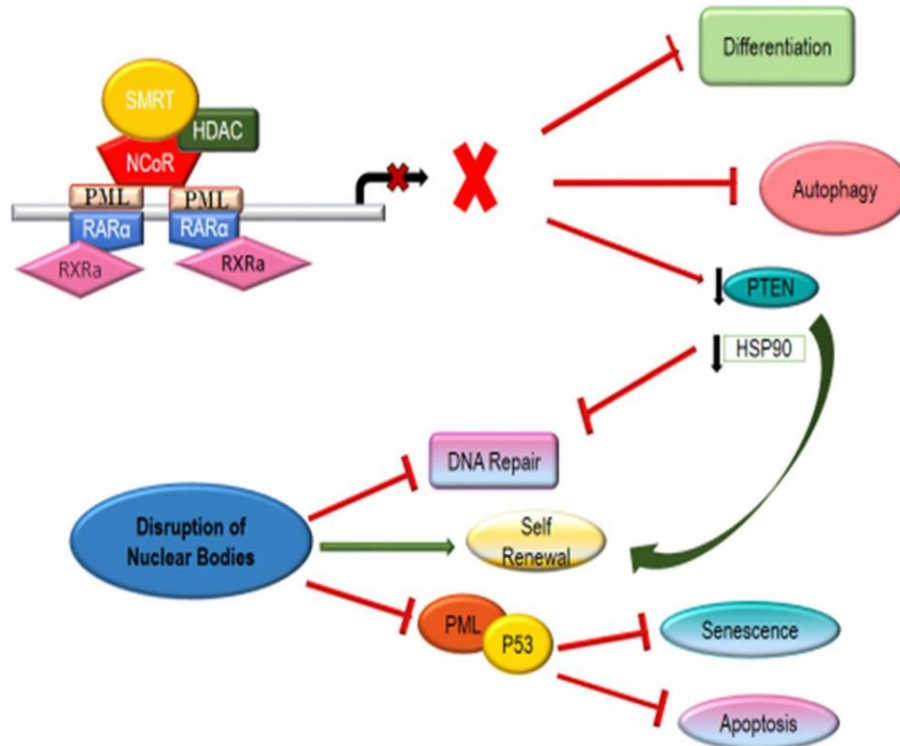 Differentiation
SMRT
HDAC
NCoR
PML
PML
RARα
RARα
RXRa
RXRa
Autophagy
PTEN
HSP90
DNA Repair
Disruption of
Nuclear Bodies
Self
Renewal
PML
P53
Senescence
Apoptosis